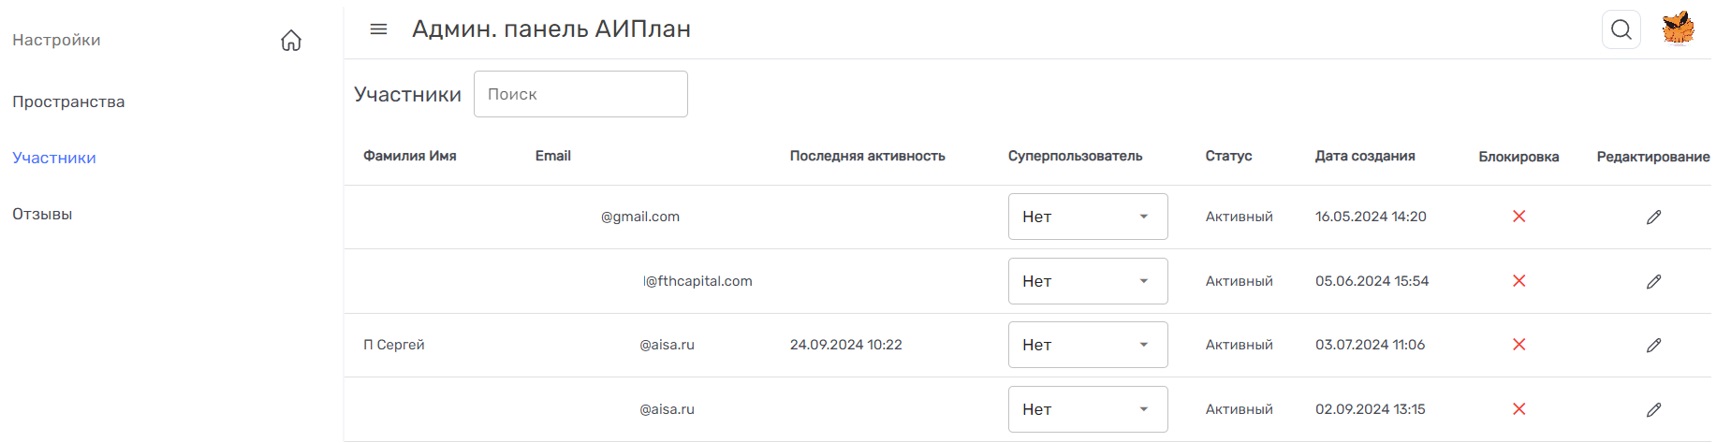 Настройки
Пространства
Участники
Отзывы
Админ. панель АИПлан
Участники Поиск
Фамилия Имя Email Последняя активность Суперпользователь Статус Дата создания Блокировка Редактирование
@gmail.com Нет Активный 16.05.2024 14:20
l@fthcapital.com Нет Активный 05.06.2024 15:54
П Сергей @aisa.ru 24.09.2024 10:22 Нет Активный 03.07.2024 11:06
@aisa.ru Нет Активный 02.09.2024 13:15